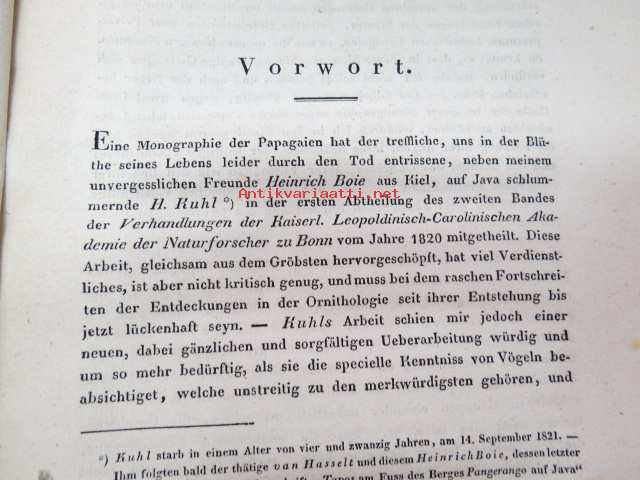 Vorwort.
Eine Monographie der Papagaien hat der treffliche, uns in der Blü-
the seines Lebens leider durch den Tod entrissene, neben meinem
unvergesslichen Freunde Heinrich Boie aus Kiel, auf Java schlum-
mernde H. Kuhl *) in der ersten Abtheilung des zweiten Bandes
der Verhandlungen der Kaiserl. Leopoldinisch-Carolinischen Aka-
demie der Naturforscher zu Bonn vom Jahre 1820 mitgetheilt. Diese
Arbeit, gleichsam aus dem Gröbsten hervorgeschöpft, hat viel Verdienst-
liches, ist aber nicht kritisch genug, und muss bei dem raschen Fortschrei-
ten der Entdeckungen in der Ornithologie seit ihrer Entstehung bis
jetzt lückenhaft seyn. — Kuhls Arbeit schien mir jedoch einer
neuen, dabei gänzlichen und sorgfältigen Ueberarbeitung würdig und
um so mehr bedürftig, als sie die specielle Kenntniss von Vögeln be-
absichtiget, welche unstreitig zu den merkwürdigsten gehören, und
*) Kuhl starb in einem Alter von vier und zwanzig Jahren, am 14. September 1821. —
Ihm folgten bald der thätige van Hasselt und diesem Heinrich Boie, dessen letzter
am Fuss des Berges Pangerango auf Java"
Antikvariaatti.net